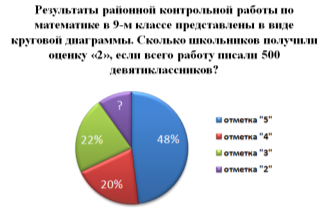 Результаты районной контрольной работы по
математике в 9-м классе представлены в виде
круговой диаграммы. Сколько школьников получили
оценку «2», если всего работу писали 500
девятиклассников?
?
22%
48%
20%
отметка "5"
отметка "4"
отметка "3"
отметка "2"